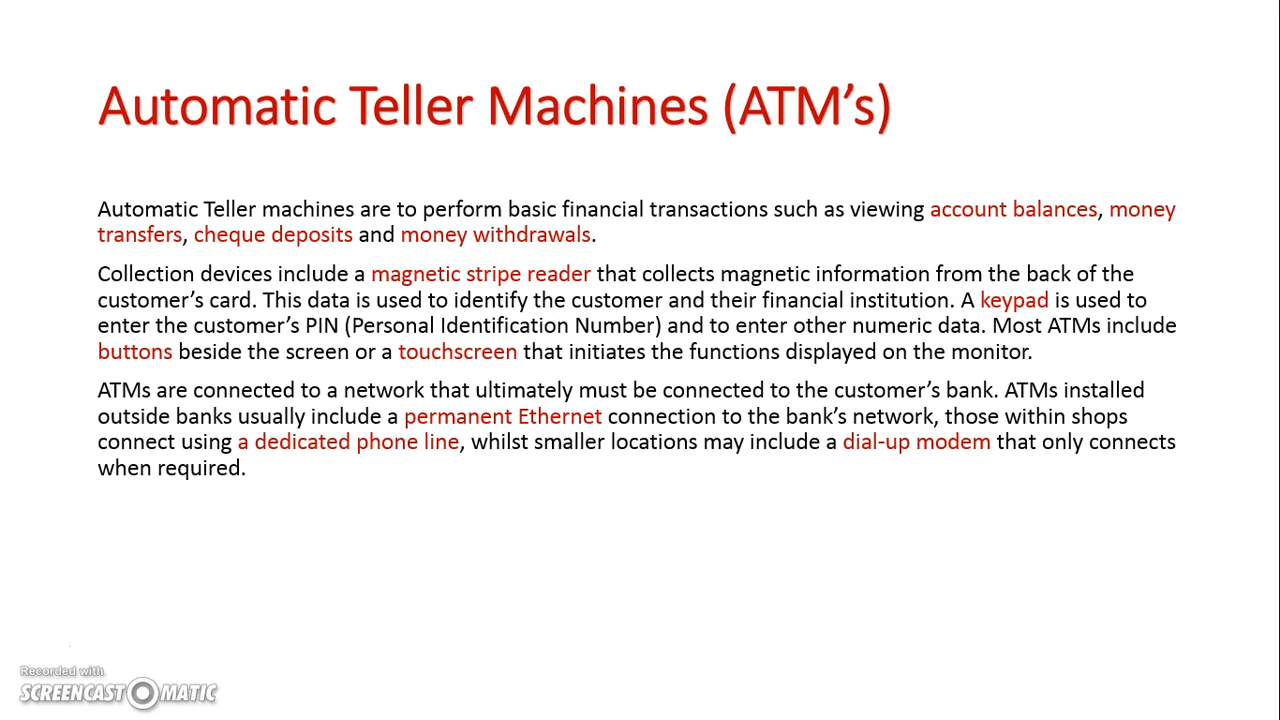 Automatic Teller Machines (ATM’s)
Automatic Teller machines are to perform basic financial transactions such as viewing account balances, money
transfers, cheque deposits and money withdrawals.
Collection devices include a magnetic stripe reader that collects magnetic information from the back of the
customer’s card. This data is used to identify the customer and their financial institution. A keypad is used to
enter the customer’s PIN (Personal Identification Number) and to enter other numeric data. Most ATMs include
buttons beside the screen or a touchscreen that initiates the functions displayed on the monitor.
ATMs are connected to a network that ultimately must be connected to the customer’s bank. ATMs installed
outside banks usually include a permanent Ethernet connection to the bank’s network, those within shops
connect using a dedicated phone line, whilst smaller locations may include a dial-up modem that only connects
when required.
Recorded with
SCREENCAST MATIC